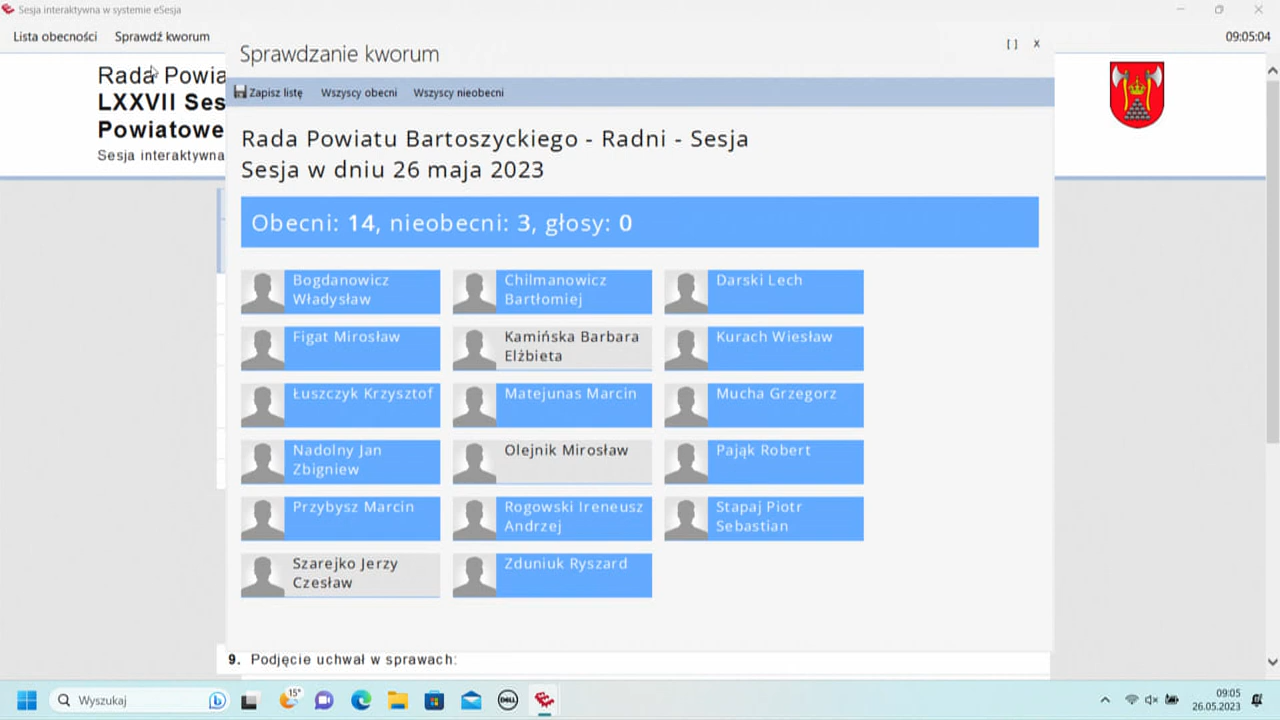 Sesja interaktywna w systemie eSesja
Lista obecności Sprawdź kworum
09:05:04
Rada Powia
LXXVII Ses
Powiatowe
Sesja interaktywna
Sprawdzanie kworum
[ ] x
Zapisz listę Wszyscy obecni Wszyscy nieobecni
Rada Powiatu Bartoszyckiego - Radni - Sesja
Sesja w dniu 26 maja 2023
Obecni: 14, nieobecni: 3, głosy: 0
Bogdanowicz
Władysław
Chilmanowicz
Bartłomiej
Darski Lech
Figat Mirosław
Kamińska Barbara
Elżbieta
Kurach Wiesław
Łuszczyk Krzysztof
Matejunas Marcin
Mucha Grzegorz
Nadolny Jan
Zbigniew
Olejnik Mirosław
Pająk Robert
Przybysz Marcin
Rogowski Ireneusz
Andrzej
Stapaj Piotr
Sebastian
Szarejko Jerzy
Czesław
Zduniuk Ryszard
9. Podjęcie uchwał w sprawach:
Wyszukaj
15°
DELL
09:05
26.05.2023